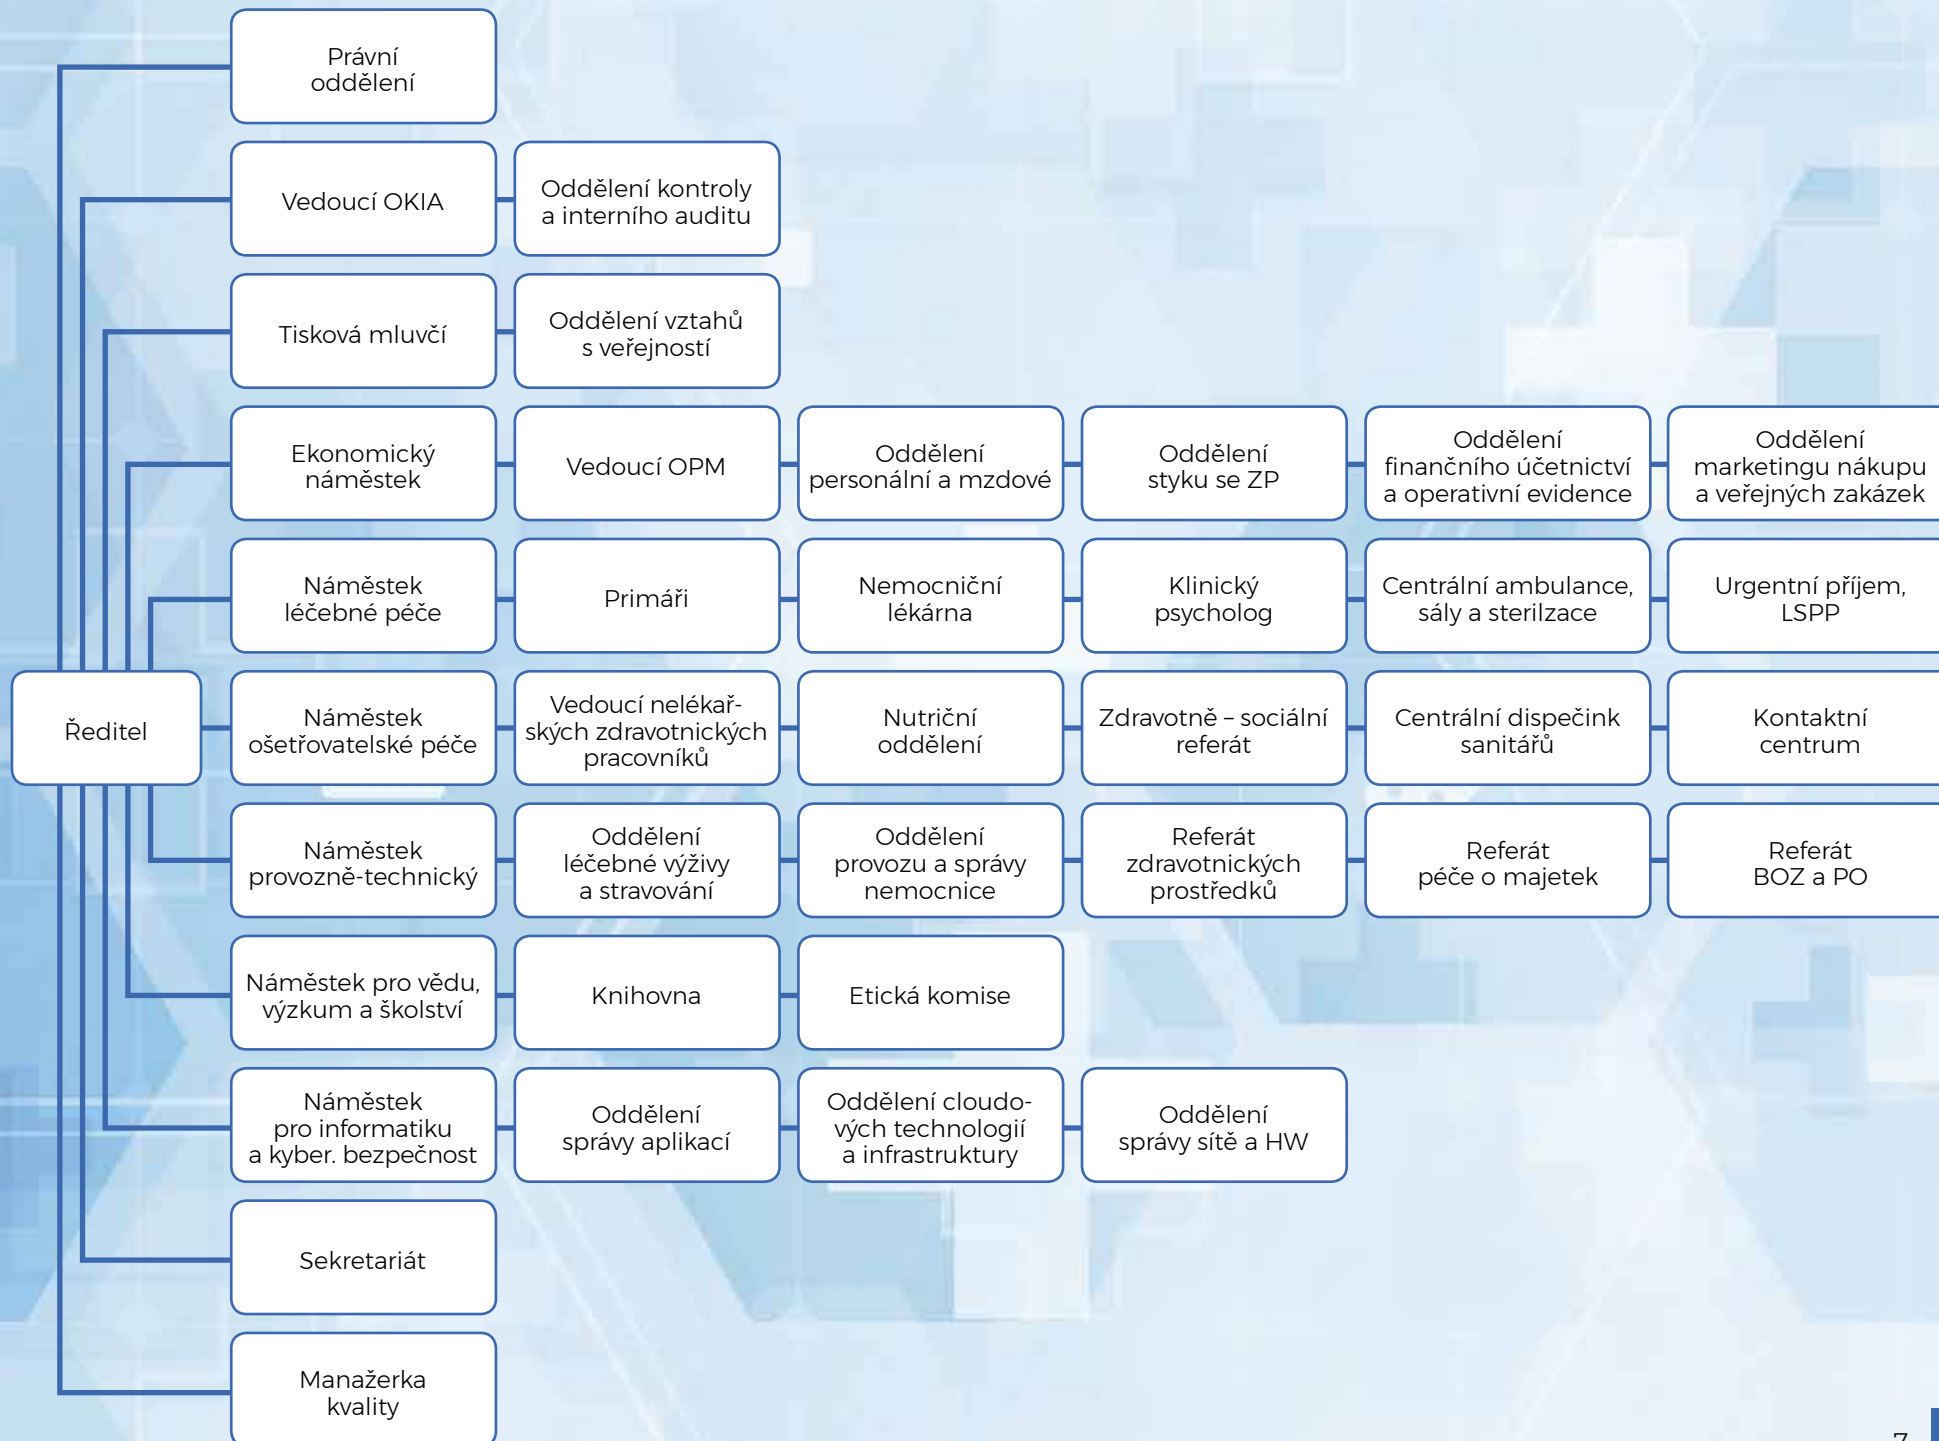 Právní
oddělení
Vedoucí OKIA
Oddělení kontroly
a interního auditu
Tisková mluvčí
Oddělení vztahů
s veřejností
Ekonomický
náměstek
Vedoucí OPM
Oddělení
personální a mzdové
Oddělení
styku se ZP
Oddělení
finančního účetnictví
a operativní evidence
Oddělení
marketingu nákupu
a veřejných zakázek
Náměstek
léčebné péče
Primáři
Nemocniční
lékárna
Klinický
psycholog
Centrální ambulance,
sály a sterilzace
Urgentní příjem,
LSPP
Ředitel
Náměstek
ošetřovatelské péče
Vedoucí nelékař-
ských zdravotnických
pracovníků
Nutriční
oddělení
Zdravotně – sociální
referát
Centrální dispečink
sanitářů
Kontaktní
centrum
Náměstek
provozně-technický
Oddělení
léčebné výživy
a stravování
Oddělení
provozu a správy
nemocnice
Referát
zdravotnických
prostředků
Referát
péče o majetek
Referát
BOZ a PO
Náměstek pro vědu,
výzkum a školství
Knihovna
Etická komise
Náměstek
pro informatiku
a kyber. bezpečnost
Oddělení
správy aplikací
Oddělení cloudo-
vých technologií
a infrastruktury
Oddělení
správy sítě a HW
Sekretariát
Manažerka
kvality
7